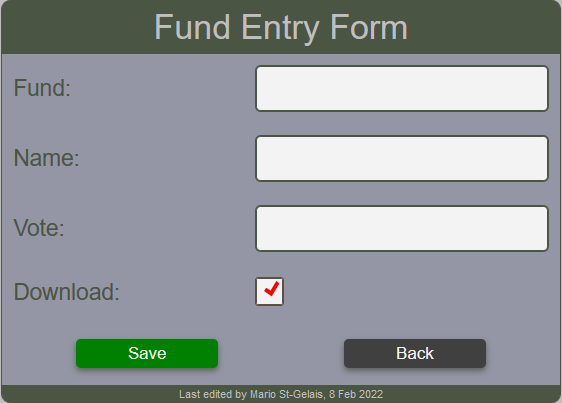 Fund Entry Form
Fund:
Name:
Vote:
Download:
Save Back
Last edited by Mario St-Gelais, 8 Feb 2022